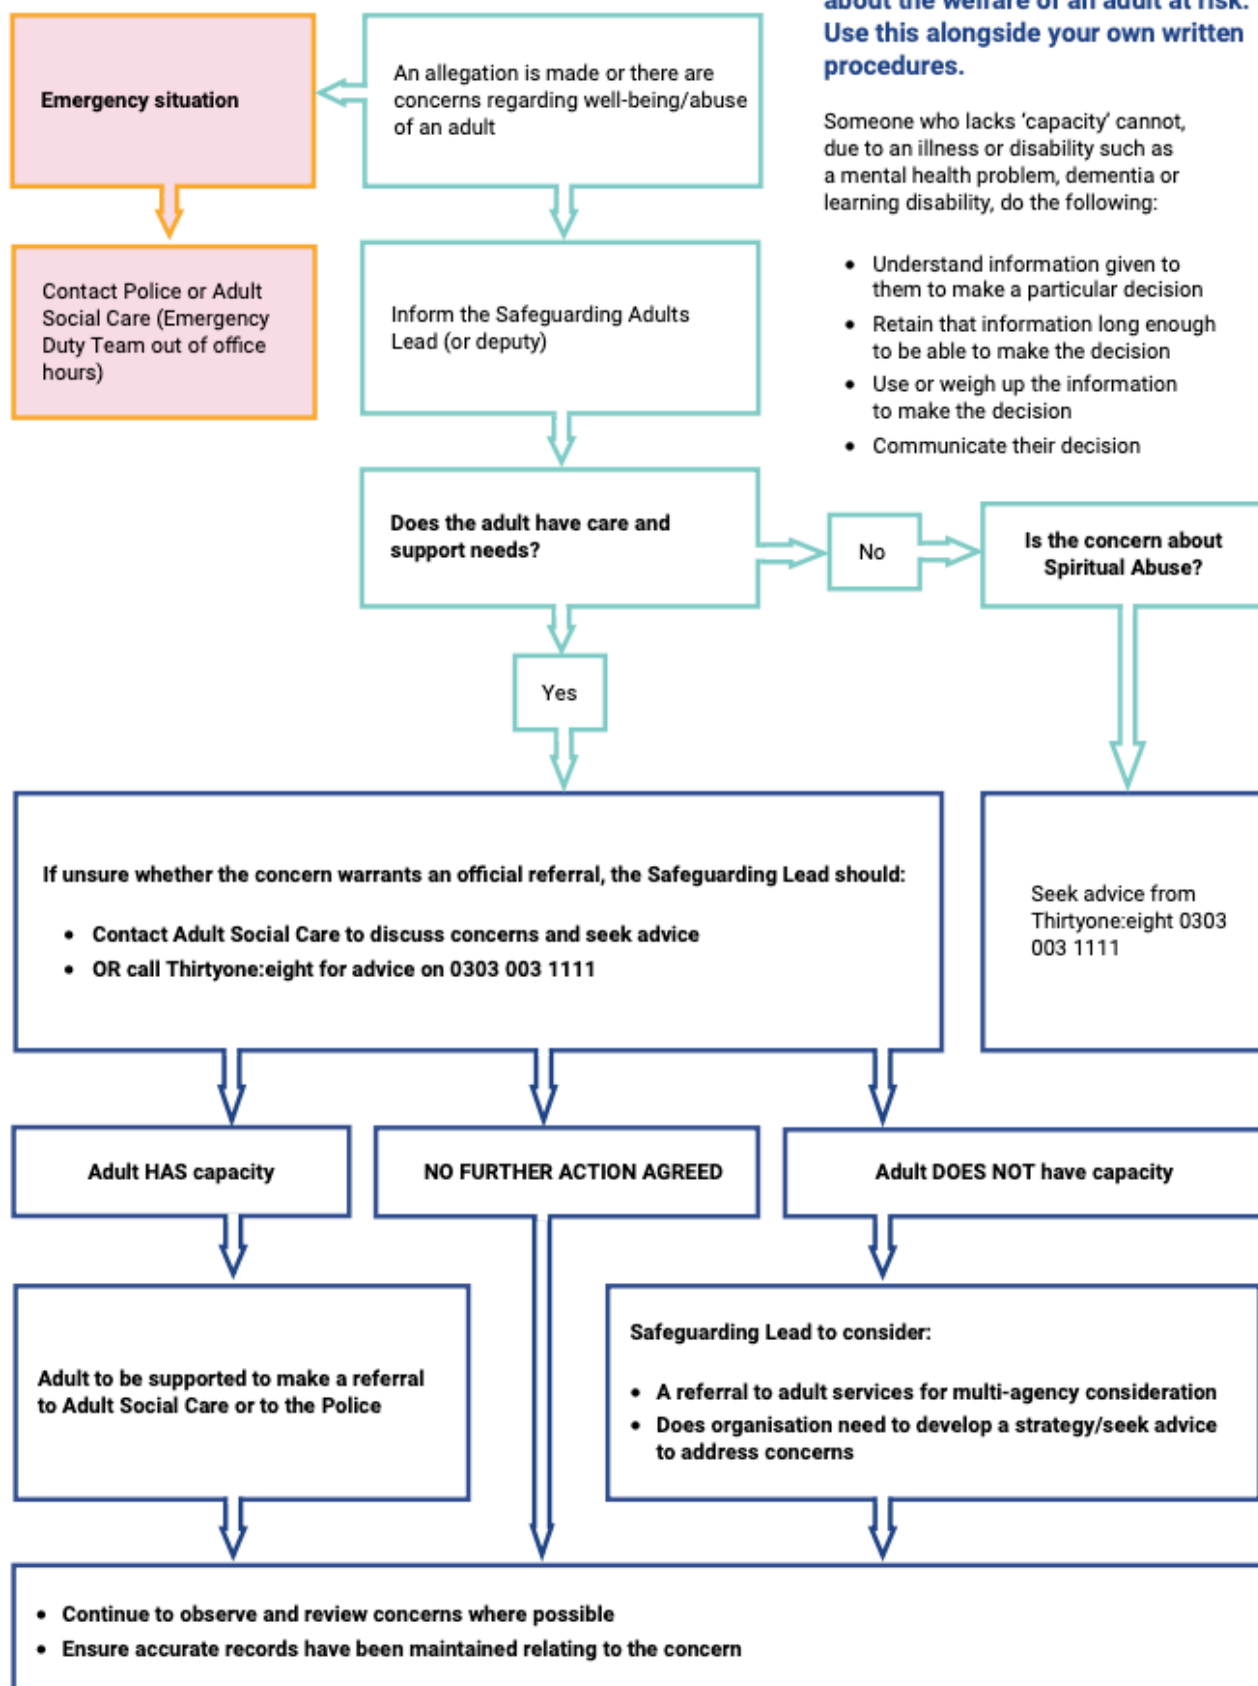 about the welfare of an adult at risk.
Use this alongside your own written
procedures.
Someone who lacks ‘capacity’ cannot,
due to an illness or disability such as
a mental health problem, dementia or
learning disability, do the following:
• Understand information given to
them to make a particular decision
• Retain that information long enough
to be able to make the decision
• Use or weigh up the information
to make the decision
• Communicate their decision
Emergency situation
An allegation is made or there are
concerns regarding well-being/abuse
of an adult
Contact Police or Adult
Social Care (Emergency
Duty Team out of office
hours)
Inform the Safeguarding Adults
Lead (or deputy)
Does the adult have care and
support needs?
No
Is the concern about
Spiritual Abuse?
Yes
If unsure whether the concern warrants an official referral, the Safeguarding Lead should:
• Contact Adult Social Care to discuss concerns and seek advice
• OR call Thirtyone:eight for advice on 0303 003 1111
Seek advice from
Thirtyone:eight 0303
003 1111
Adult HAS capacity
NO FURTHER ACTION AGREED
Adult DOES NOT have capacity
Adult to be supported to make a referral
to Adult Social Care or to the Police
Safeguarding Lead to consider:
• A referral to adult services for multi-agency consideration
• Does organisation need to develop a strategy/seek advice
to address concerns
• Continue to observe and review concerns where possible
• Ensure accurate records have been maintained relating to the concern